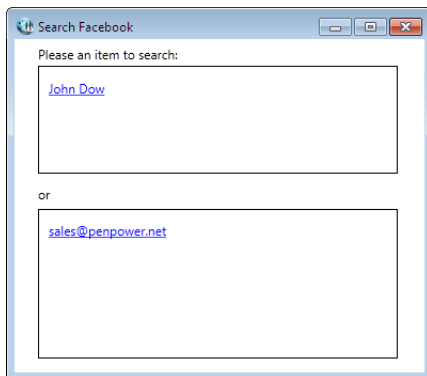 Search Facebook
Please an item to search:
John Dow
or
sales@penpower.net